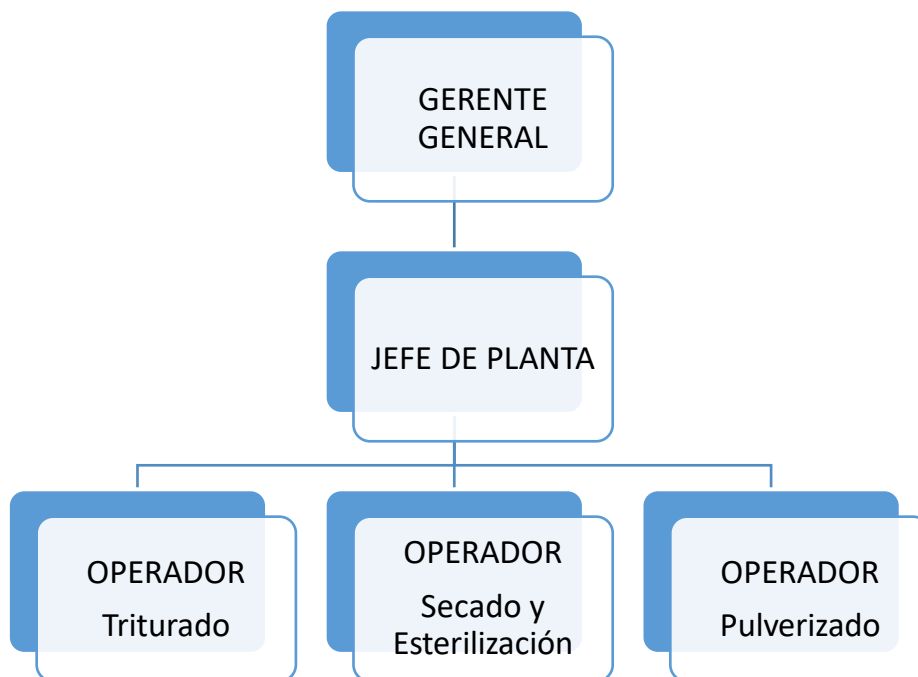 GERENTE
GENERAL
JEFE DE PLANTA
OPERADOR
Triturado
OPERADOR
Secado y
Esterilización
OPERADOR
Pulverizado